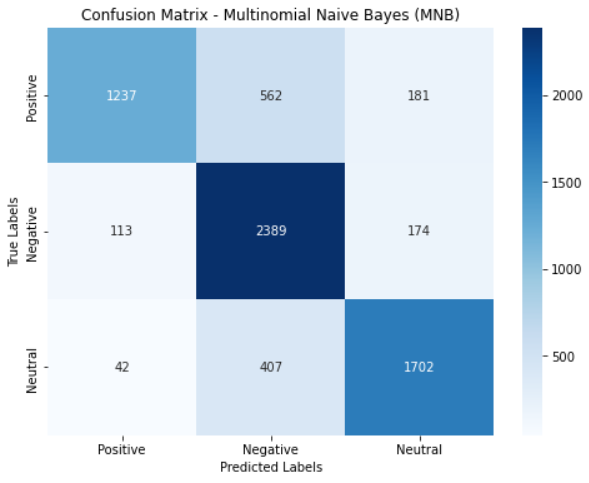 Confusion Matrix - Multinomial Naive Bayes (MNB)
True Labels
Positive
1237 562 181
Negative
113 2389 174
Neutral
42 407 1702
Positive Negative Neutral
Predicted Labels
2000
1500
1000
500